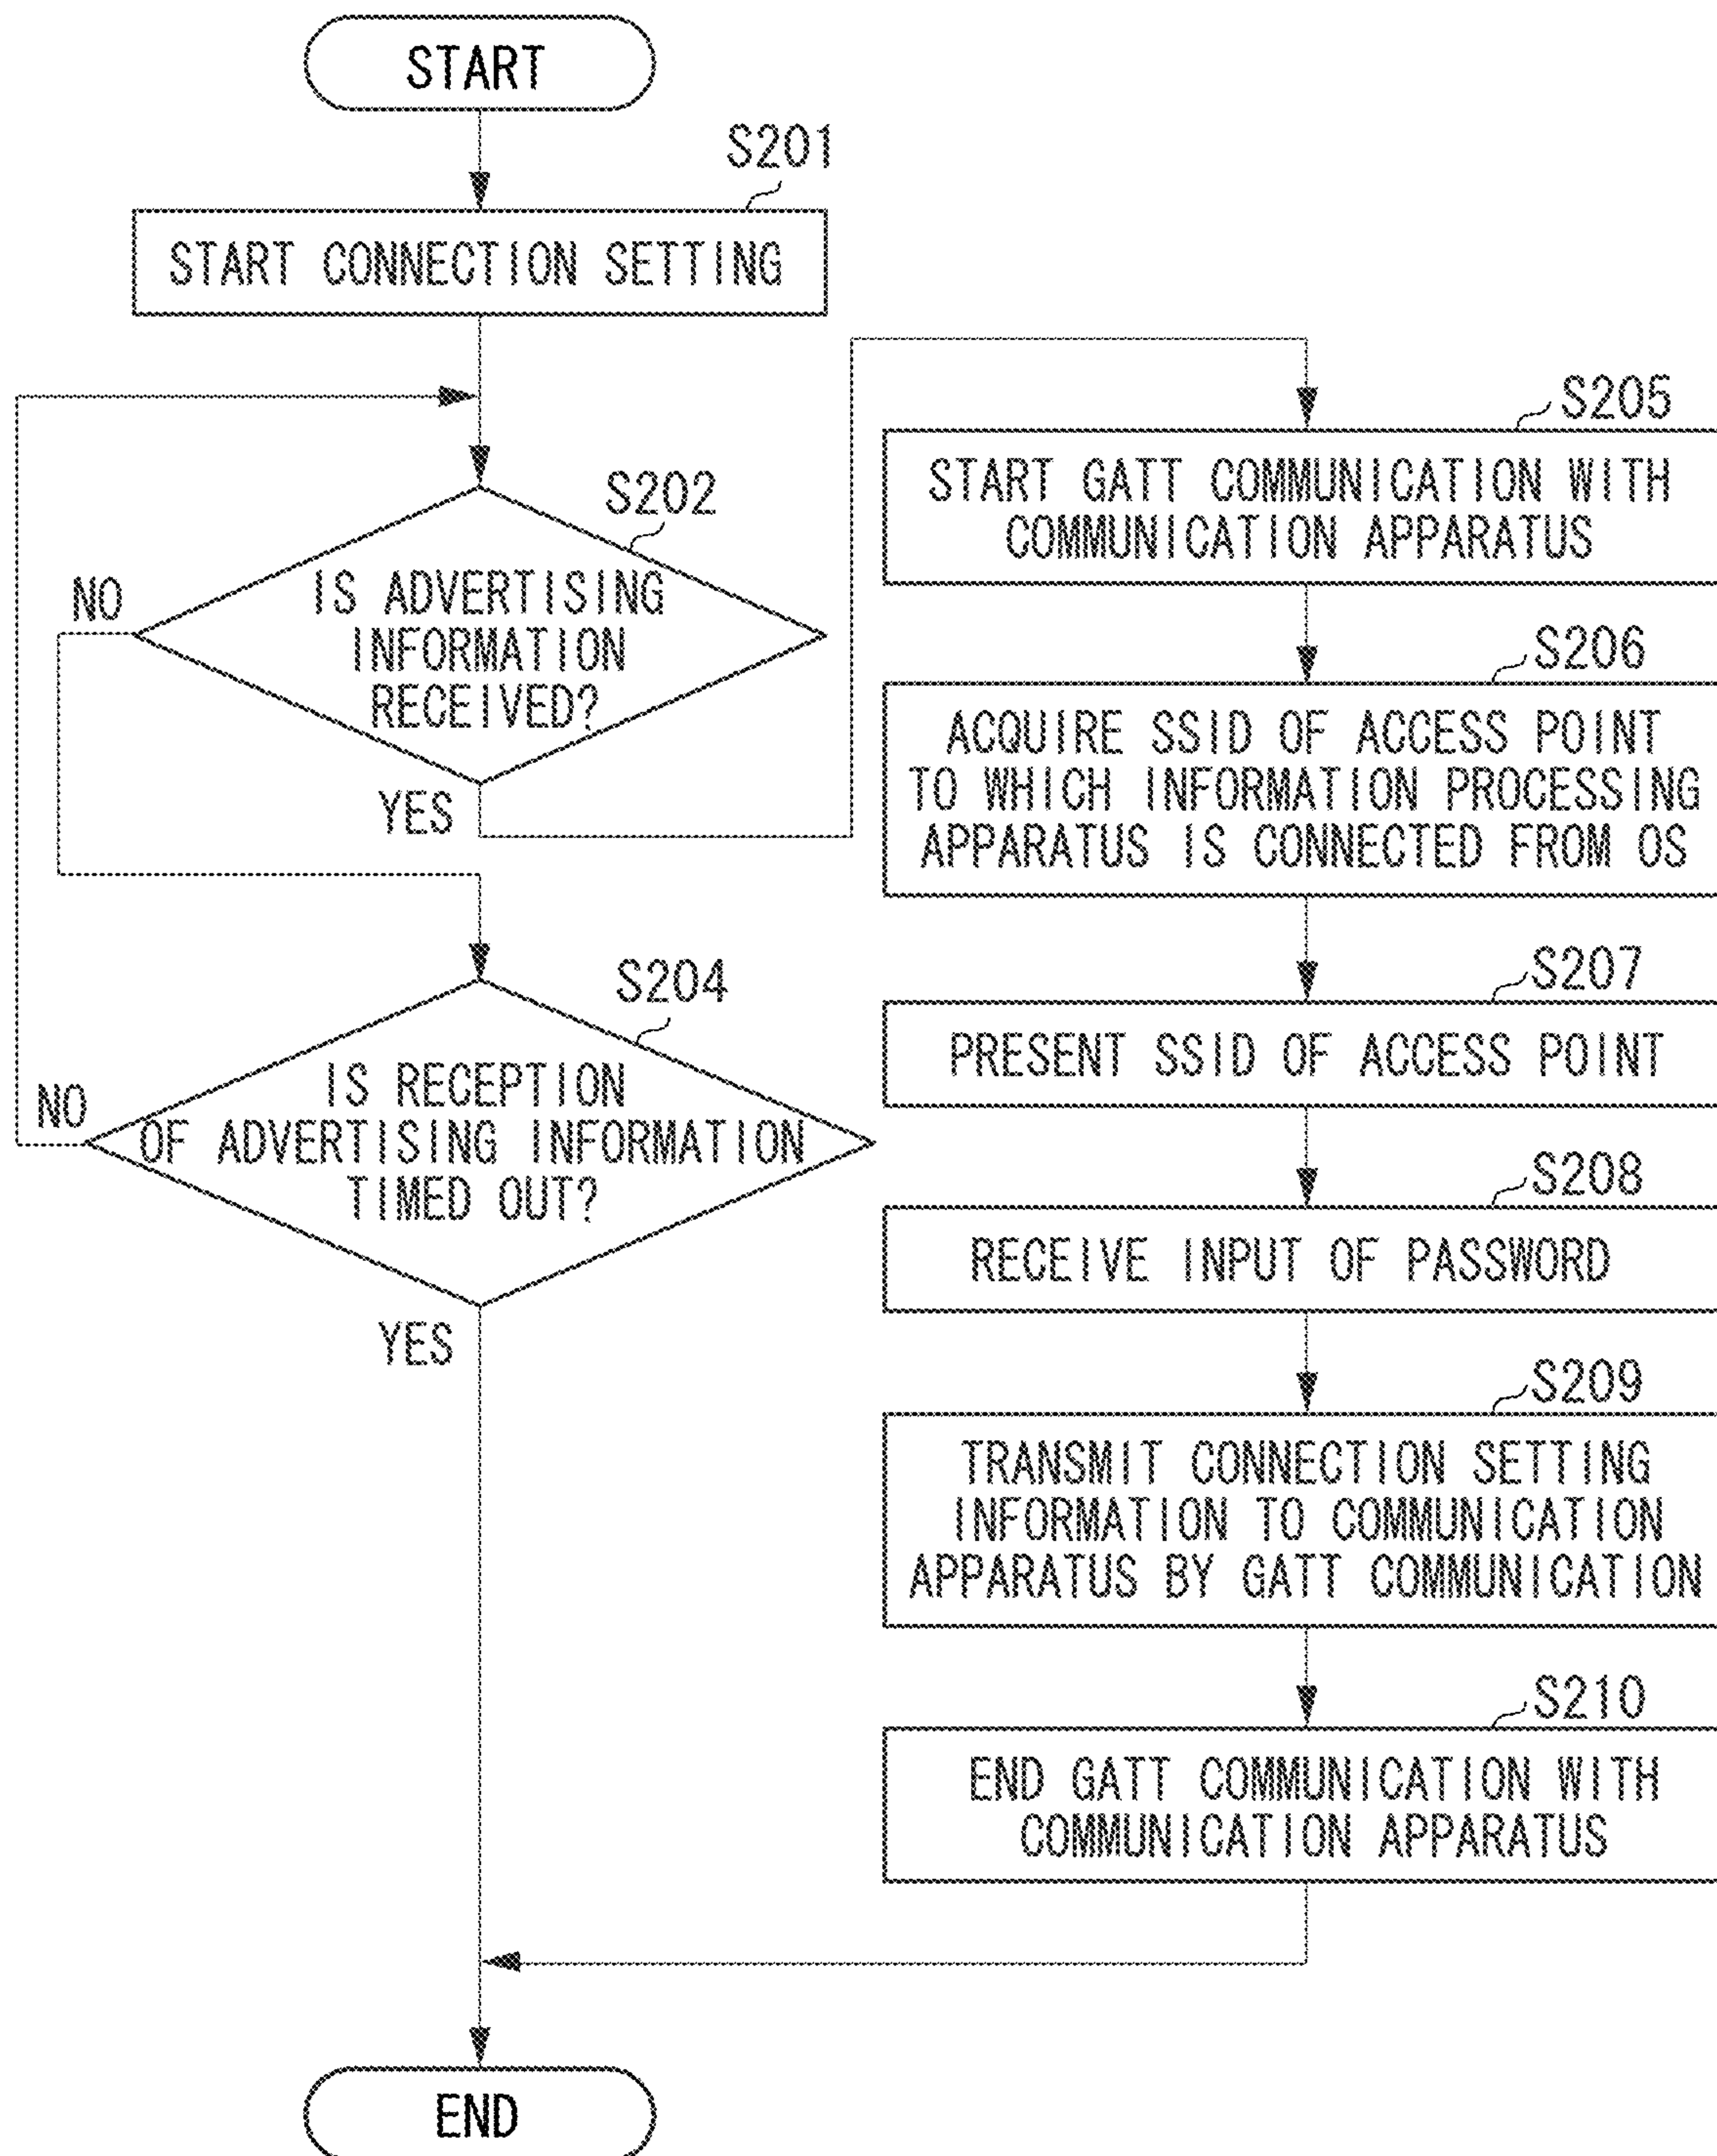 START
S201
START CONNECTION SETTING
S202
IS ADVERTISING
INFORMATION
RECEIVED?
NO
YES
S204
IS RECEPTION
OF ADVERTISING INFORMATION
TIMED OUT?
NO
YES
S205
START GATT COMMUNICATION WITH
COMMUNICATION APPARATUS
S206
ACQUIRE SSID OF ACCESS POINT
TO WHICH INFORMATION PROCESSING
APPARATUS IS CONNECTED FROM OS
S207
PRESENT SSID OF ACCESS POINT
S208
RECEIVE INPUT OF PASSWORD
S209
TRANSMIT CONNECTION SETTING
INFORMATION TO COMMUNICATION
APPARATUS BY GATT COMMUNICATION
S210
END GATT COMMUNICATION WITH
COMMUNICATION APPARATUS
END